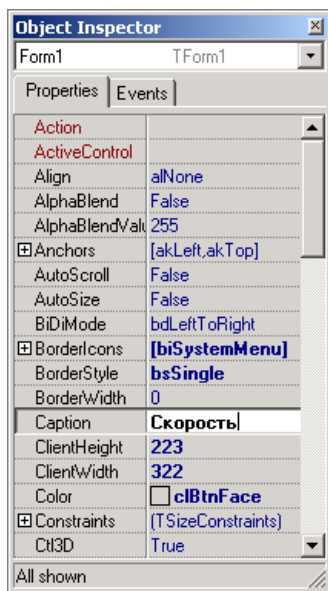 Object Inspector
Form1 TForm1
Properties Events
Action
ActiveControl
Align alNone
AlphaBlend False
AlphaBlendValu 255
Anchors [akLeft,akTop]
AutoScroll False
AutoSize False
BiDiMode bdLeftToRight
BorderIcons [biSystemMenu]
BorderStyle bsSingle
BorderWidth 0
Caption Скорость
ClientHeight 223
ClientWidth 322
Color clBtnFace
Constraints (TSizeConstraints)
Ctl3D True
All shown